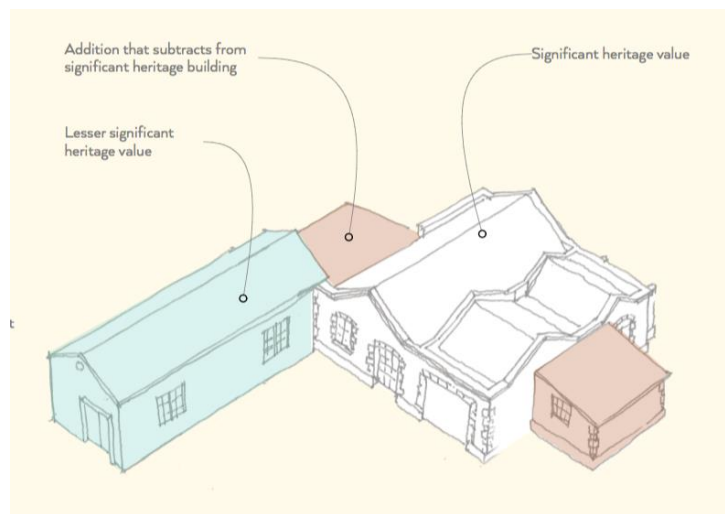 Addition that subtracts from
significant heritage building
Significant heritage value
Lesser significant
heritage value
t